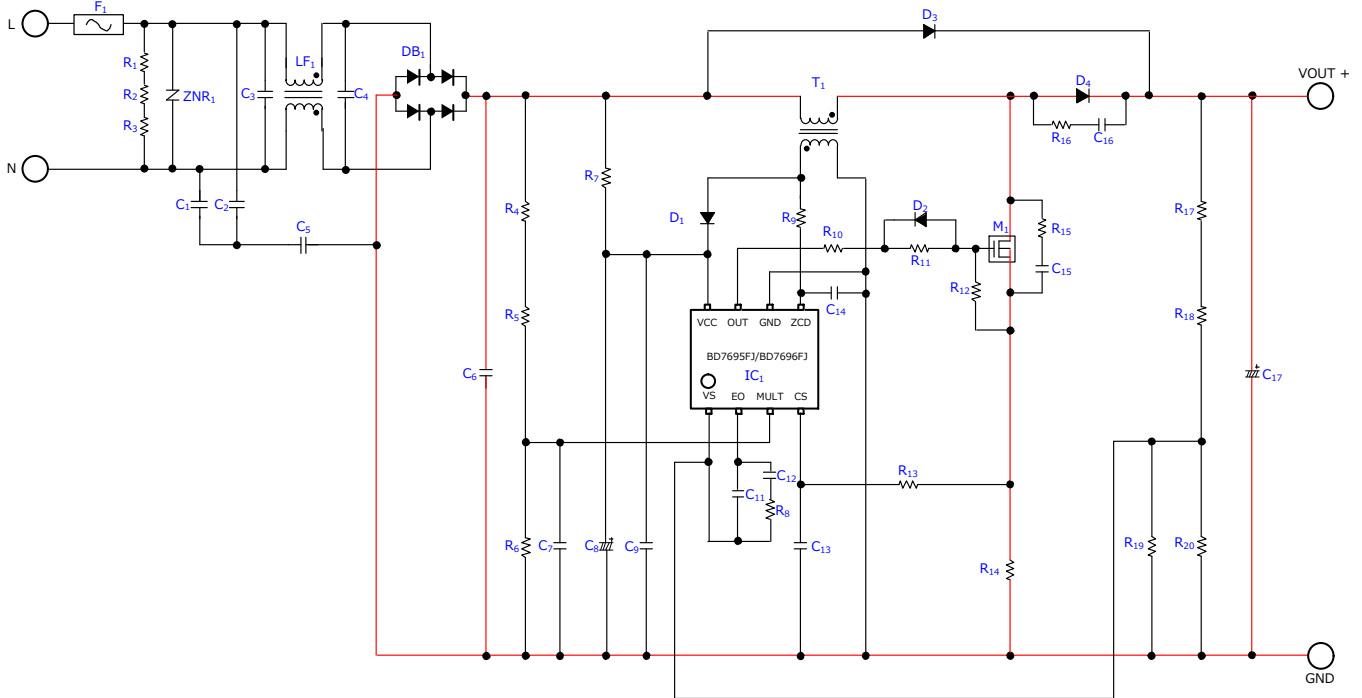 F₁
L
D₃
R₁
LF₁
DB₁
VOUT +
T₁
D₄
R₂
ZNR₁
C₃
C₄
R₃
R₁₆
C₁₆
N
R₇
C₁
C₂
R₄
D₁
R₉
D₂
R₁₇
C₅
R₁₀
M₁
R₁₅
R₁₁
C₁₅
R₁₂
C₁₄
R₅
R₁₈
VCC OUT GND ZCD
BD7695FJ/BD7696FJ
IC₁
C₆
C₁₇
VS EO MULT CS
R₁₃
C₁₂
C₁₁
R₈
R₆
C₇
C₈
C₉
C₁₃
R₁₉
R₂₀
R₁₄
GND